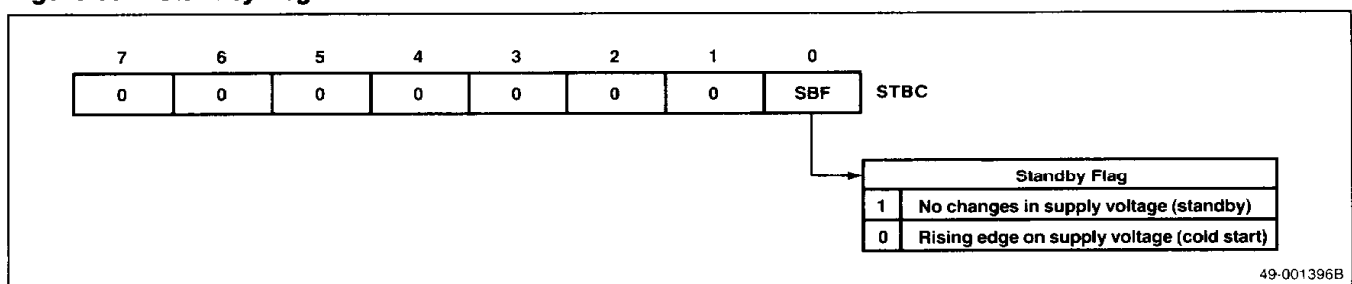 7 6 5 4 3 2 1 0
0 0 0 0 0 0 0 SBF STBC
Standby Flag
1 No changes in supply voltage (standby)
0 Rising edge on supply voltage (cold start)
49-001396B